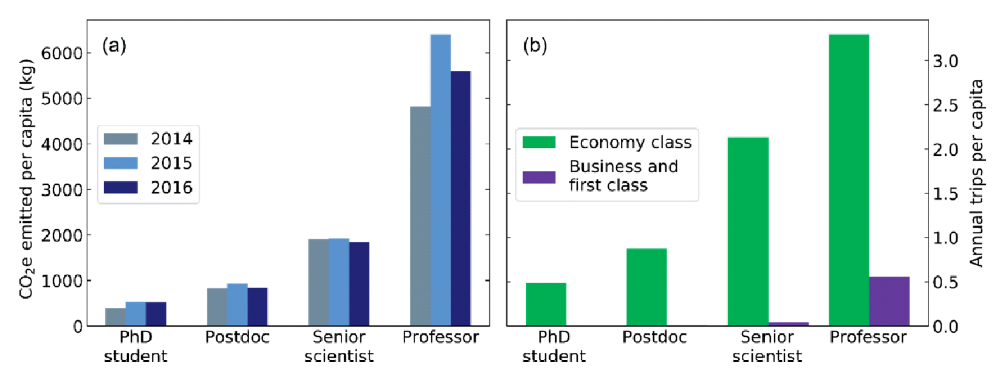 (a)
CO₂e emitted per capita (kg)
6000
5000
4000
3000
2000
1000
0
2014
2015
2016
PhD
student
Postdoc
Senior
scientist
Professor
(b)
Economy class
Business and
first class
3.0
2.5
2.0
1.5
1.0
0.5
0.0
Annual trips per capita
PhD
student
Postdoc
Senior
scientist
Professor